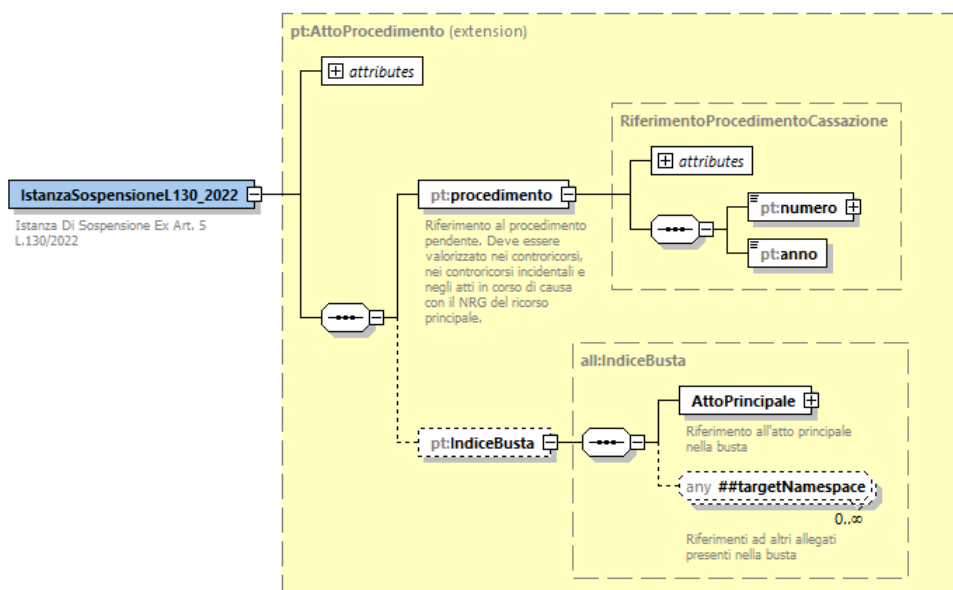 pt:AttoProcedimento (extension)
attributes
RiferimentoProcedimentoCassazione
attributes
IstanzaSospensioneL130_2022
Istanza Di Sospensione Ex Art. 5
L.130/2022
pt:procedimento
Riferimento al procedimento
pendente. Deve essere
valorizzato nei controricorsi,
nei controricorsi incidentali e
negli atti in corso di causa
con il NRG del ricorso
principale.
pt:numero
pt:anno
all:IndiceBusta
AttoPrincipale
Riferimento all'atto principale
nella busta
pt:IndiceBusta
any ##targetNamespace
0..∞
Riferimenti ad altri allegati
presenti nella busta